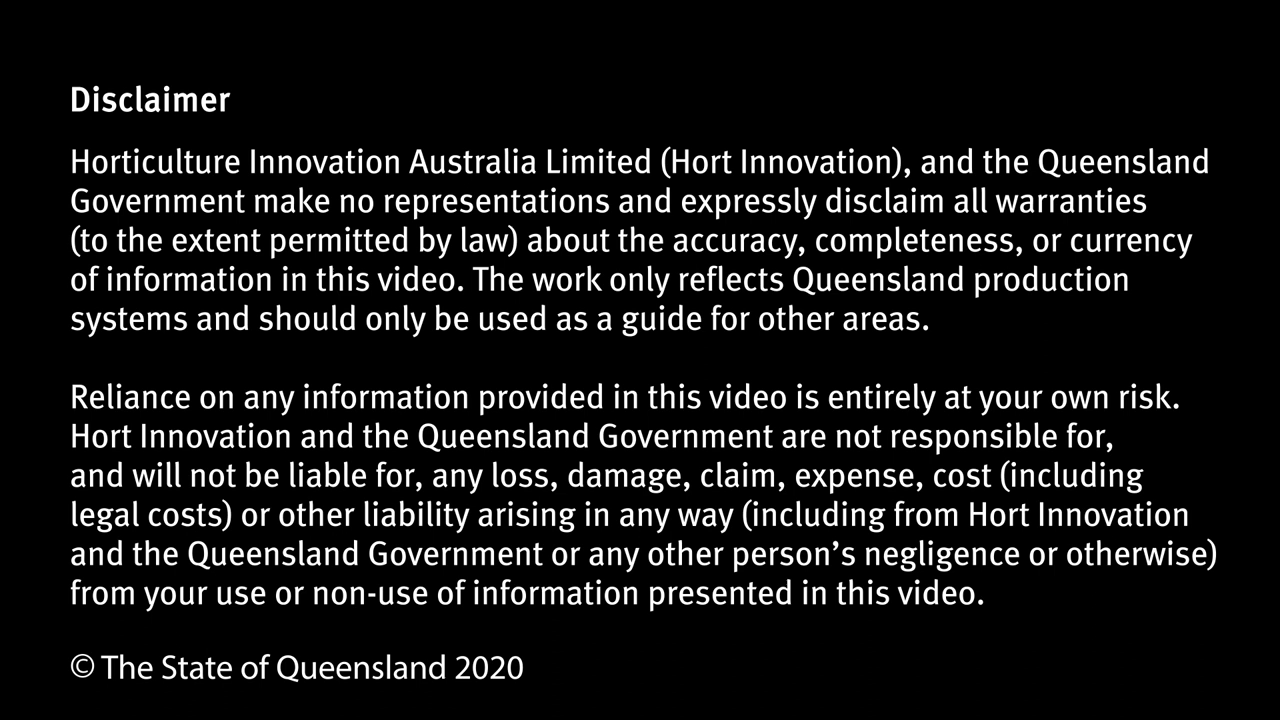 Disclaimer
Horticulture Innovation Australia Limited (Hort Innovation), and the Queensland
Government make no representations and expressly disclaim all warranties
(to the extent permitted by law) about the accuracy, completeness, or currency
of information in this video. The work only reflects Queensland production
systems and should only be used as a guide for other areas.
Reliance on any information provided in this video is entirely at your own risk.
Hort Innovation and the Queensland Government are not responsible for,
and will not be liable for, any loss, damage, claim, expense, cost (including
legal costs) or other liability arising in any way (including from Hort Innovation
and the Queensland Government or any other person’s negligence or otherwise)
from your use or non-use of information presented in this video.
© The State of Queensland 2020